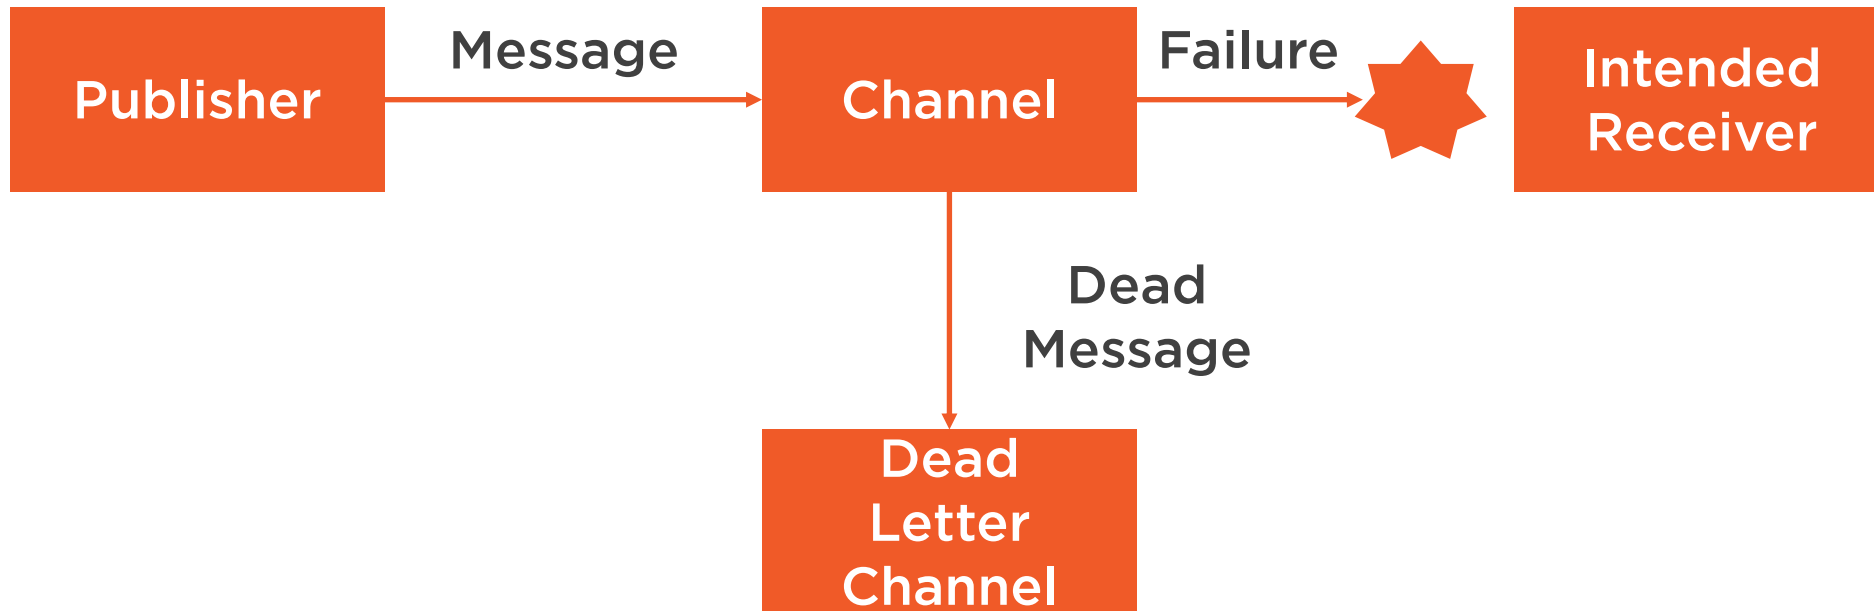 Publisher
Message
Channel
Failure
Intended
Receiver
Dead
Message
Dead
Letter
Channel